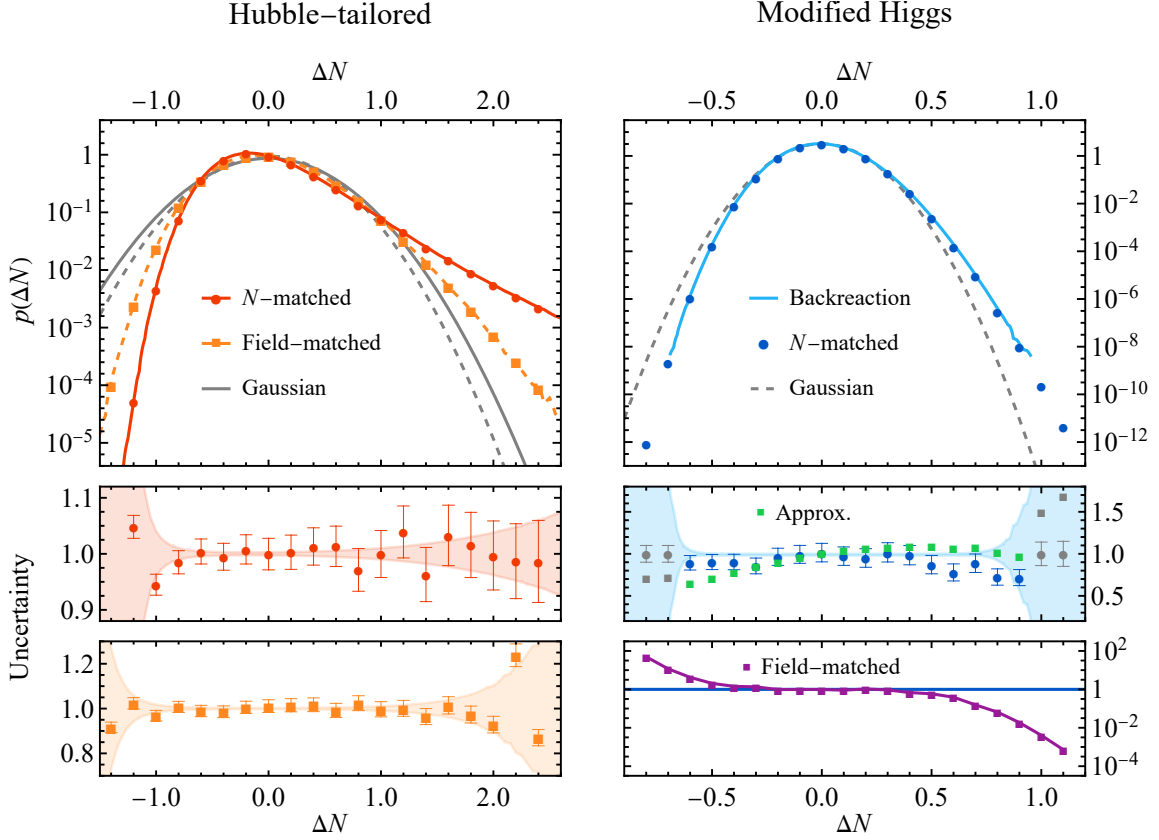 Hubble−tailored
Modified Higgs
ΔN
ΔN
−1.0 0.0 1.0 2.0
−0.5 0.0 0.5 1.0
p(ΔN)
1
10−1
10−2
10−3
10−4
10−5
N−matched
Field−matched
Gaussian
1
10−2
10−4
10−6
10−8
10−10
10−12
Backreaction
N−matched
Gaussian
Uncertainty
1.1
1.0
0.9
Approx.
1.5
1.0
0.5
1.2
1.0
0.8
Field−matched
102
1
10−2
10−4
−1.0 0.0 1.0 2.0
−0.5 0.0 0.5 1.0
ΔN
ΔN